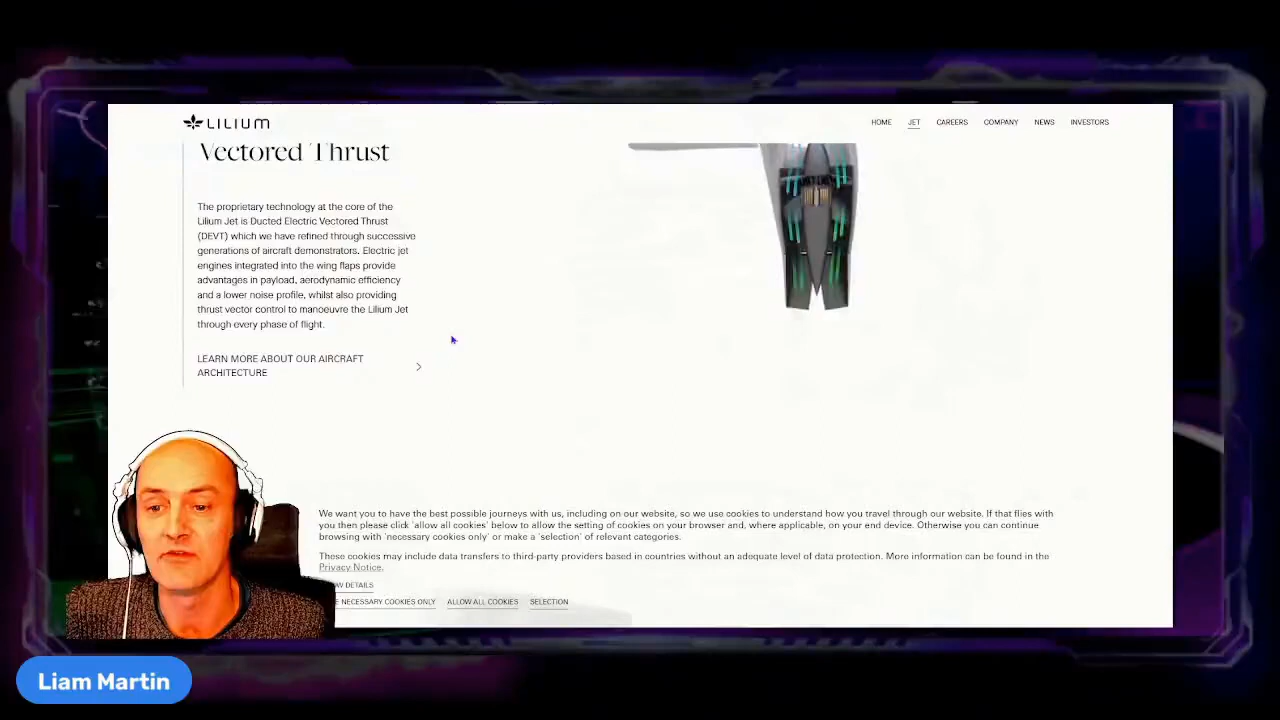 LILIUM
HOME JET CAREERS COMPANY NEWS INVESTORS
Vectored Thrust
The proprietary technology at the core of the
Lilium Jet is Ducted Electric Vectored Thrust
(DEVT) which we have refined through successive
generations of aircraft demonstrators. Electric jet
engines integrated into the wing flaps provide
advantages in payload, aerodynamic efficiency
and a lower noise profile, whilst also providing
thrust vector control to manoeuvre the Lilium Jet
through every phase of flight.
LEARN MORE ABOUT OUR AIRCRAFT
ARCHITECTURE
We want you to have the best possible journeys with us, including on our website, so we use cookies to understand how you travel through our website. If that flies with
you then please click 'allow all cookies' below to allow the setting of cookies on your browser and, where applicable, on your end device. Otherwise you can continue
browsing with 'necessary cookies only' or make a 'selection' of relevant categories.
These cookies may include data transfers to third-party providers based in countries without an adequate level of data protection. More information can be found in the
Privacy Notice.
DETAILS
NECESSARY COOKIES ONLY ALLOW ALL COOKIES SELECTION
Liam Martin